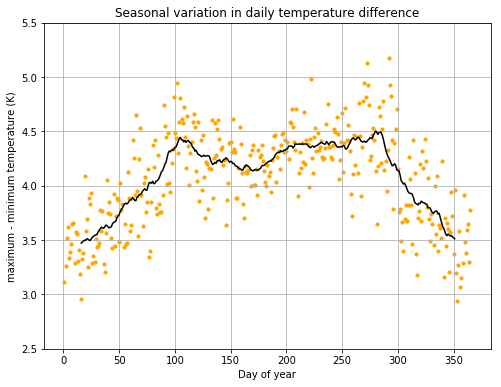 Seasonal variation in daily temperature difference
maximum - minimum temperature (K)
5.5
5.0
4.5
4.0
3.5
3.0
2.5
0 50 100 150 200 250 300 350
Day of year